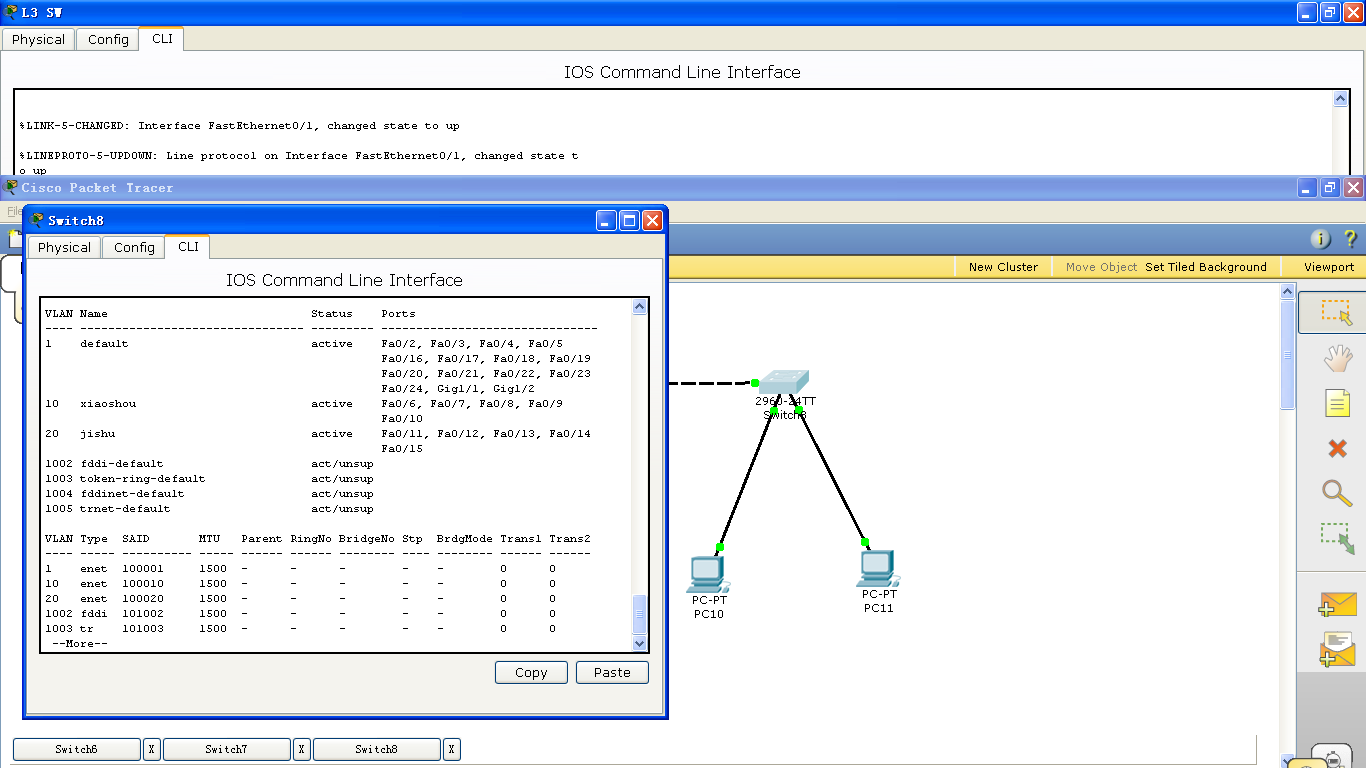 L3 SW
Physical Config CLI
IOS Command Line Interface
%LINK-5-CHANGED: Interface FastEthernet0/1, changed state to up
%LINEPROTO-5-UPDOWN: Line protocol on Interface FastEthernet0/1, changed state t
o up
Cisco Packet Tracer
File
Switch8
Physical Config CLI
New Cluster Move Object Set Tiled Background Viewport
IOS Command Line Interface
VLAN Name Status Ports
---- -------------------------------- --------- -------------------------------
1 default active Fa0/2, Fa0/3, Fa0/4, Fa0/5
Fa0/16, Fa0/17, Fa0/18, Fa0/19
Fa0/20, Fa0/21, Fa0/22, Fa0/23
Fa0/24, Gig1/1, Gig1/2
10 xiaoshou active Fa0/6, Fa0/7, Fa0/8, Fa0/9
Fa0/10
20 jishu active Fa0/11, Fa0/12, Fa0/13, Fa0/14
Fa0/15
1002 fddi-default act/unsup
1003 token-ring-default act/unsup
1004 fddinet-default act/unsup
1005 trnet-default act/unsup
VLAN Type SAID MTU Parent RingNo BridgeNo Stp BrdgMode Trans1 Trans2
---- ----- ---------- ----- ------ ------ -------- ---- -------- ------ ------
1 enet 100001 1500 - - - - - 0 0
10 enet 100010 1500 - - - - - 0 0
20 enet 100020 1500 - - - - - 0 0
1002 fddi 101002 1500 - - - - - 0 0
1003 tr 101003 1500 - - - - - 0 0
--More--
Copy Paste
2960-24TT
Switch8
PC-PT
PC10
PC-PT
PC11
Switch6 X Switch7 X Switch8 X